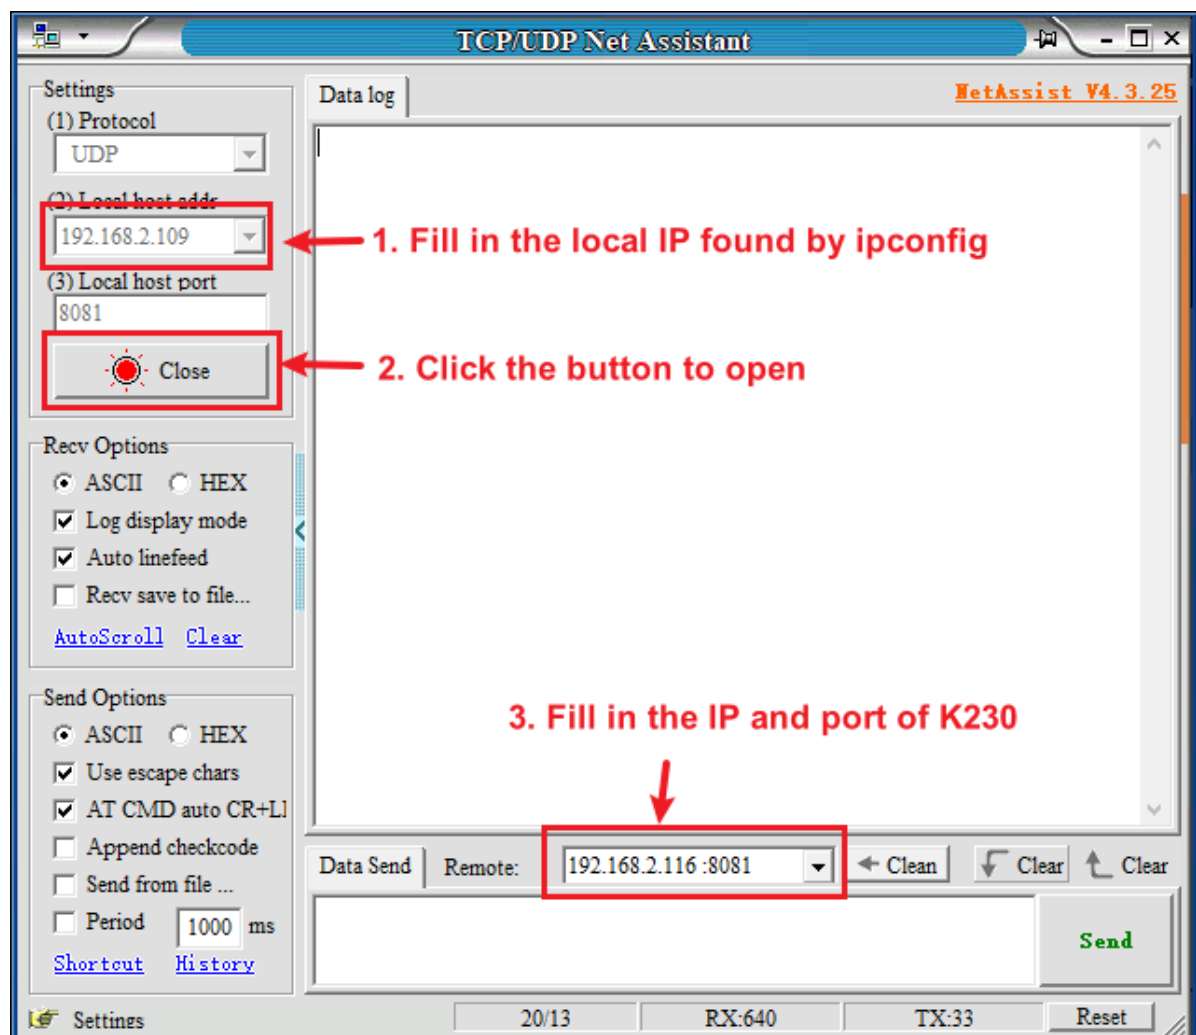 TCP/UDP Net Assistant
Settings
(1) Protocol
UDP
(2) Local host addr
192.168.2.109
(3) Local host port
8081
Close
Recv Options
ASCII HEX
Log display mode
Auto linefeed
Recv save to file...
AutoScroll Clear
Send Options
ASCII HEX
Use escape chars
AT CMD auto CR+LI
Append checkcode
Send from file ...
Period 1000 ms
Shortcut History
Data log
NetAssist V4.3.25
1. Fill in the local IP found by ipconfig
2. Click the button to open
3. Fill in the IP and port of K230
Data Send Remote: 192.168.2.116 :8081 Clean Clear Clear
Send
Settings 20/13 RX:640 TX:33 Reset